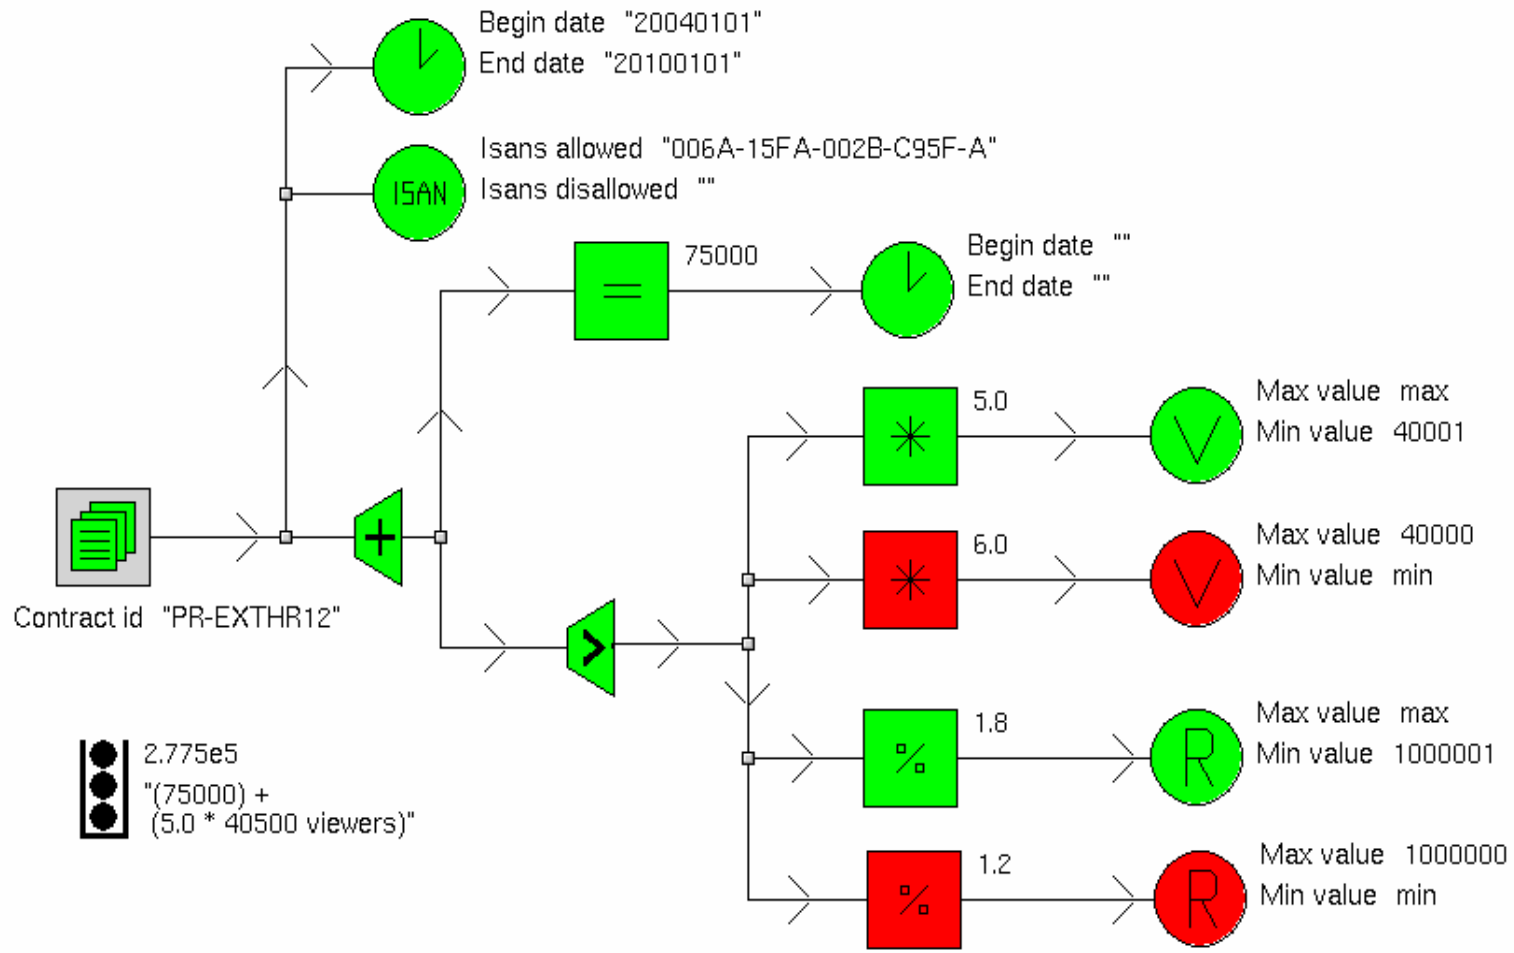 Begin date "20040101"
End date "20100101"
Isans allowed "006A-15FA-002B-C95F-A"
ISAN
Isans disallowed ""
75000
Begin date ""
End date ""
=
5.0
Max value max
Min value 40001
*
V
6.0
Max value 40000
Min value min
*
V
+
Contract id "PR-EXTHR12"
>
1.8
Max value max
Min value 1000001
%
R
2.775e5
"(75000) +
(5.0 * 40500 viewers)"
1.2
Max value 1000000
Min value min
%
R